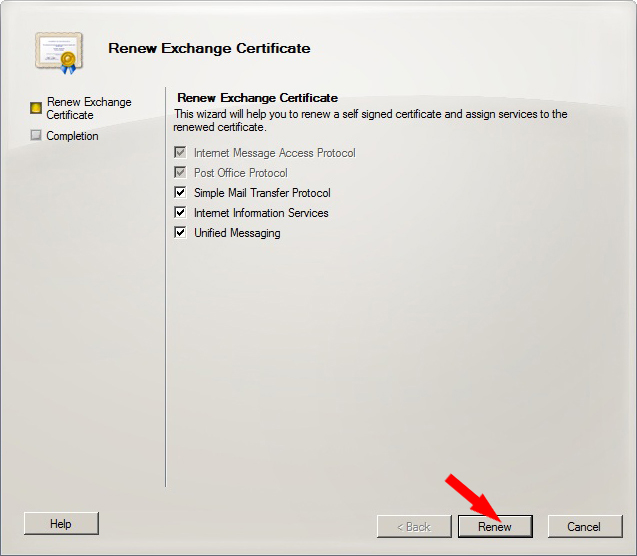 Renew Exchange Certificate
Renew Exchange
Certificate
Completion
Renew Exchange Certificate
This wizard will help you to renew a self signed certificate and assign services to the
renewed certificate.
Internet Message Access Protocol
Post Office Protocol
Simple Mail Transfer Protocol
Internet Information Services
Unified Messaging
Help
< Back
Renew
Cancel